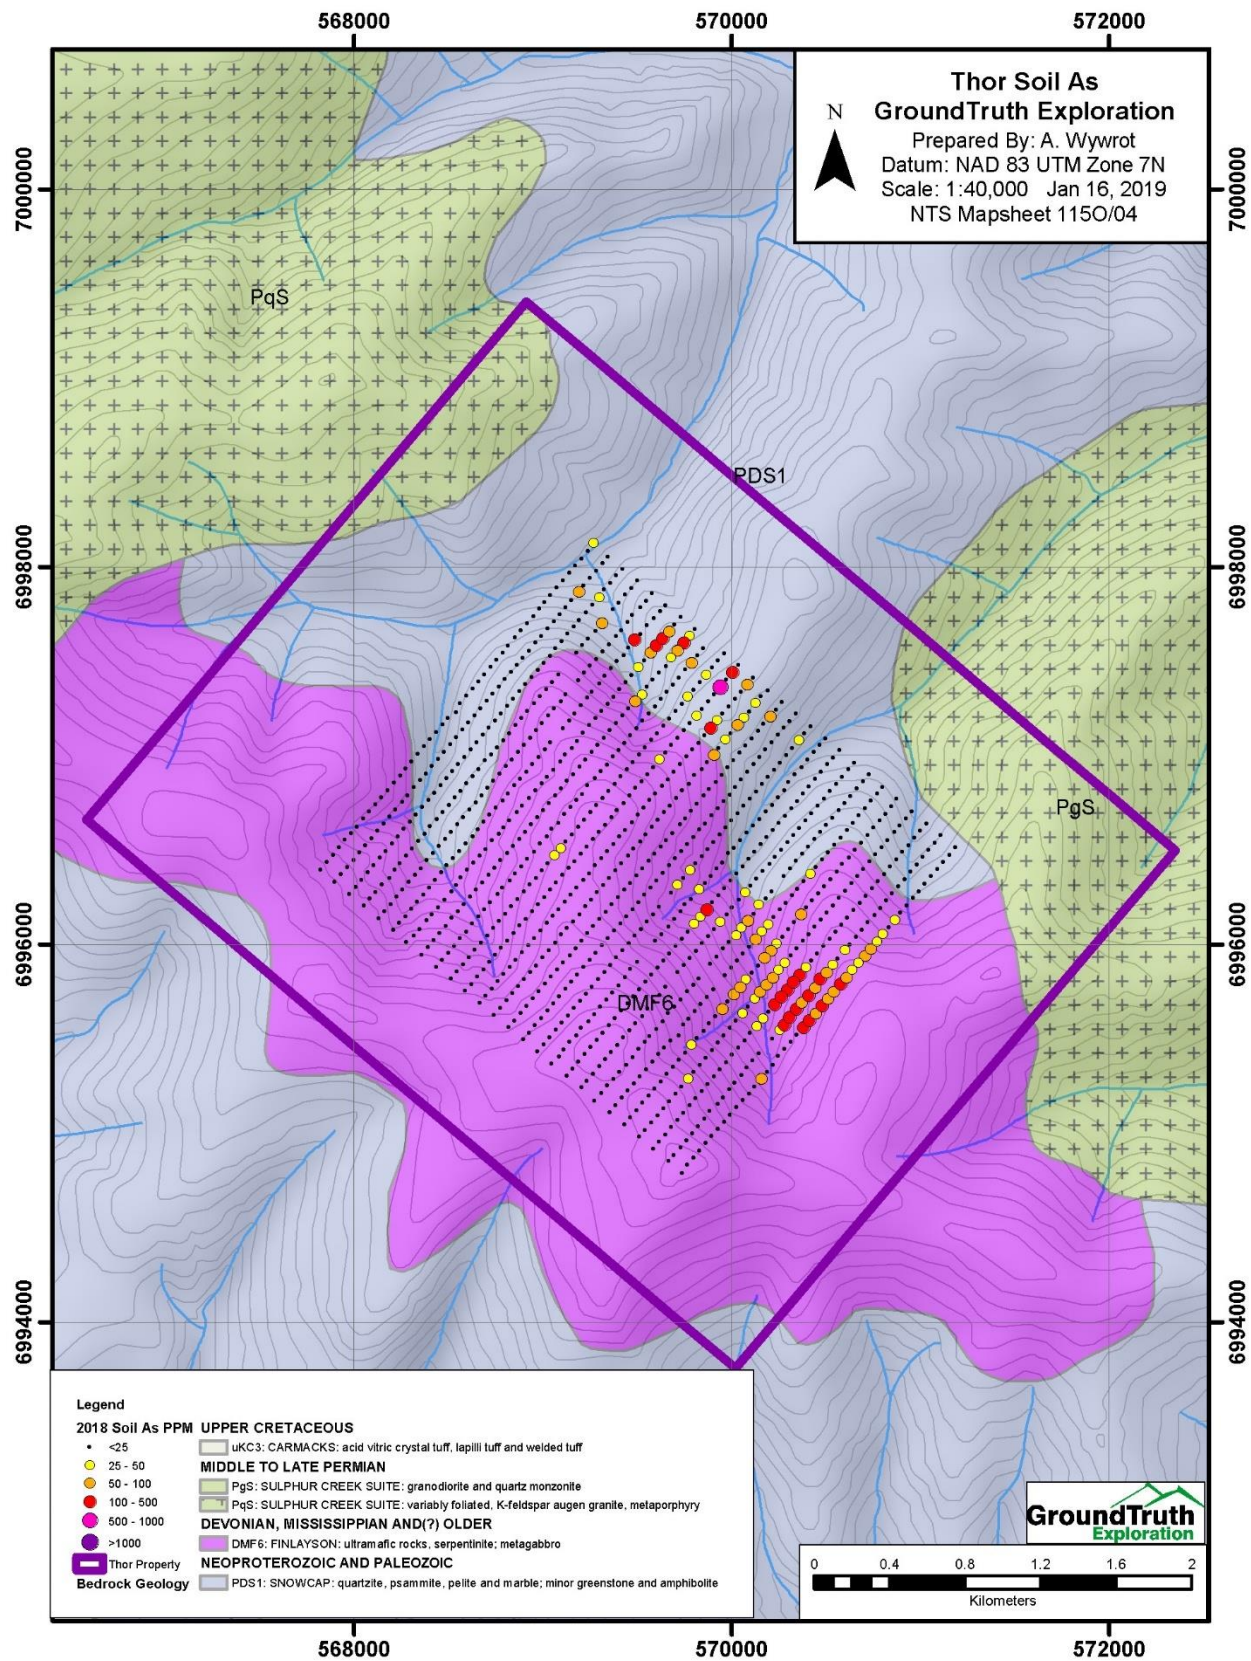 568000 570000 572000
Thor Soil As
N
GroundTruth Exploration
Prepared By: A. Wywrot
Datum: NAD 83 UTM Zone 7N
Scale: 1:40,000 Jan 16, 2019
NTS Mapsheet 115O/04
7000000 7000000
PqS
PDS1
6998000 6998000
PgS
6996000 6996000
DMF6
6994000 6994000
Legend
2018 Soil As PPM
<25
25 - 50
50 - 100
100 - 500
500 - 1000
>1000
Thor Property
Bedrock Geology
UPPER CRETACEOUS
uKC3: CARMACKS: acid vitric crystal tuff, lapilli tuff and welded tuff
MIDDLE TO LATE PERMIAN
PgS: SULPHUR CREEK SUITE: granodiorite and quartz monzonite
PqS: SULPHUR CREEK SUITE: variably foliated, K-feldspar augen granite, metaporphyry
DEVONIAN, MISSISSIPPIAN AND(?) OLDER
DMF6: FINLAYSON: ultramafic rocks, serpentinite; metagabbro
NEOPROTEROZOIC AND PALEOZOIC
PDS1: SNOWCAP: quartzite, psammite, pelite and marble; minor greenstone and amphibolite
GroundTruth
Exploration
0 0.4 0.8 1.2 1.6 2
Kilometers
568000 570000 572000